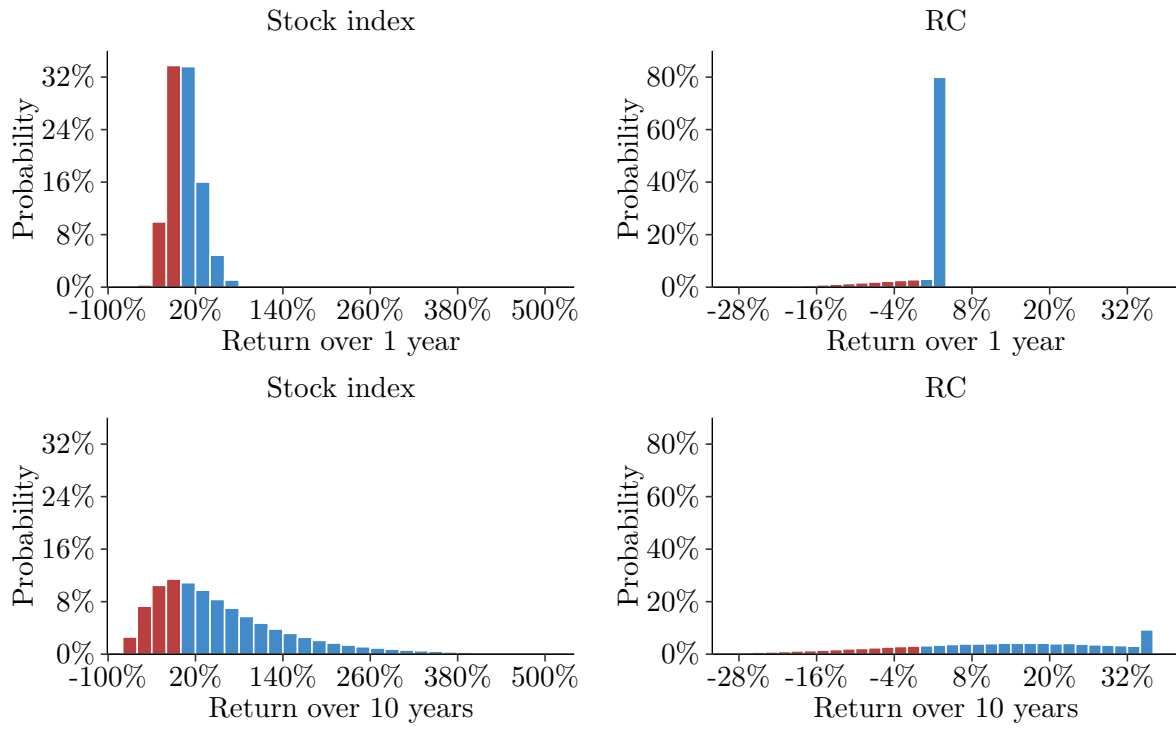 Stock index
32%
24%
16%
8%
0%
Probability
-100% 20% 140% 260% 380% 500%
Return over 1 year
RC
80%
60%
40%
20%
0%
Probability
-28% -16% -4% 8% 20% 32%
Return over 1 year
Stock index
32%
24%
16%
8%
0%
Probability
-100% 20% 140% 260% 380% 500%
Return over 10 years
RC
80%
60%
40%
20%
0%
Probability
-28% -16% -4% 8% 20% 32%
Return over 10 years